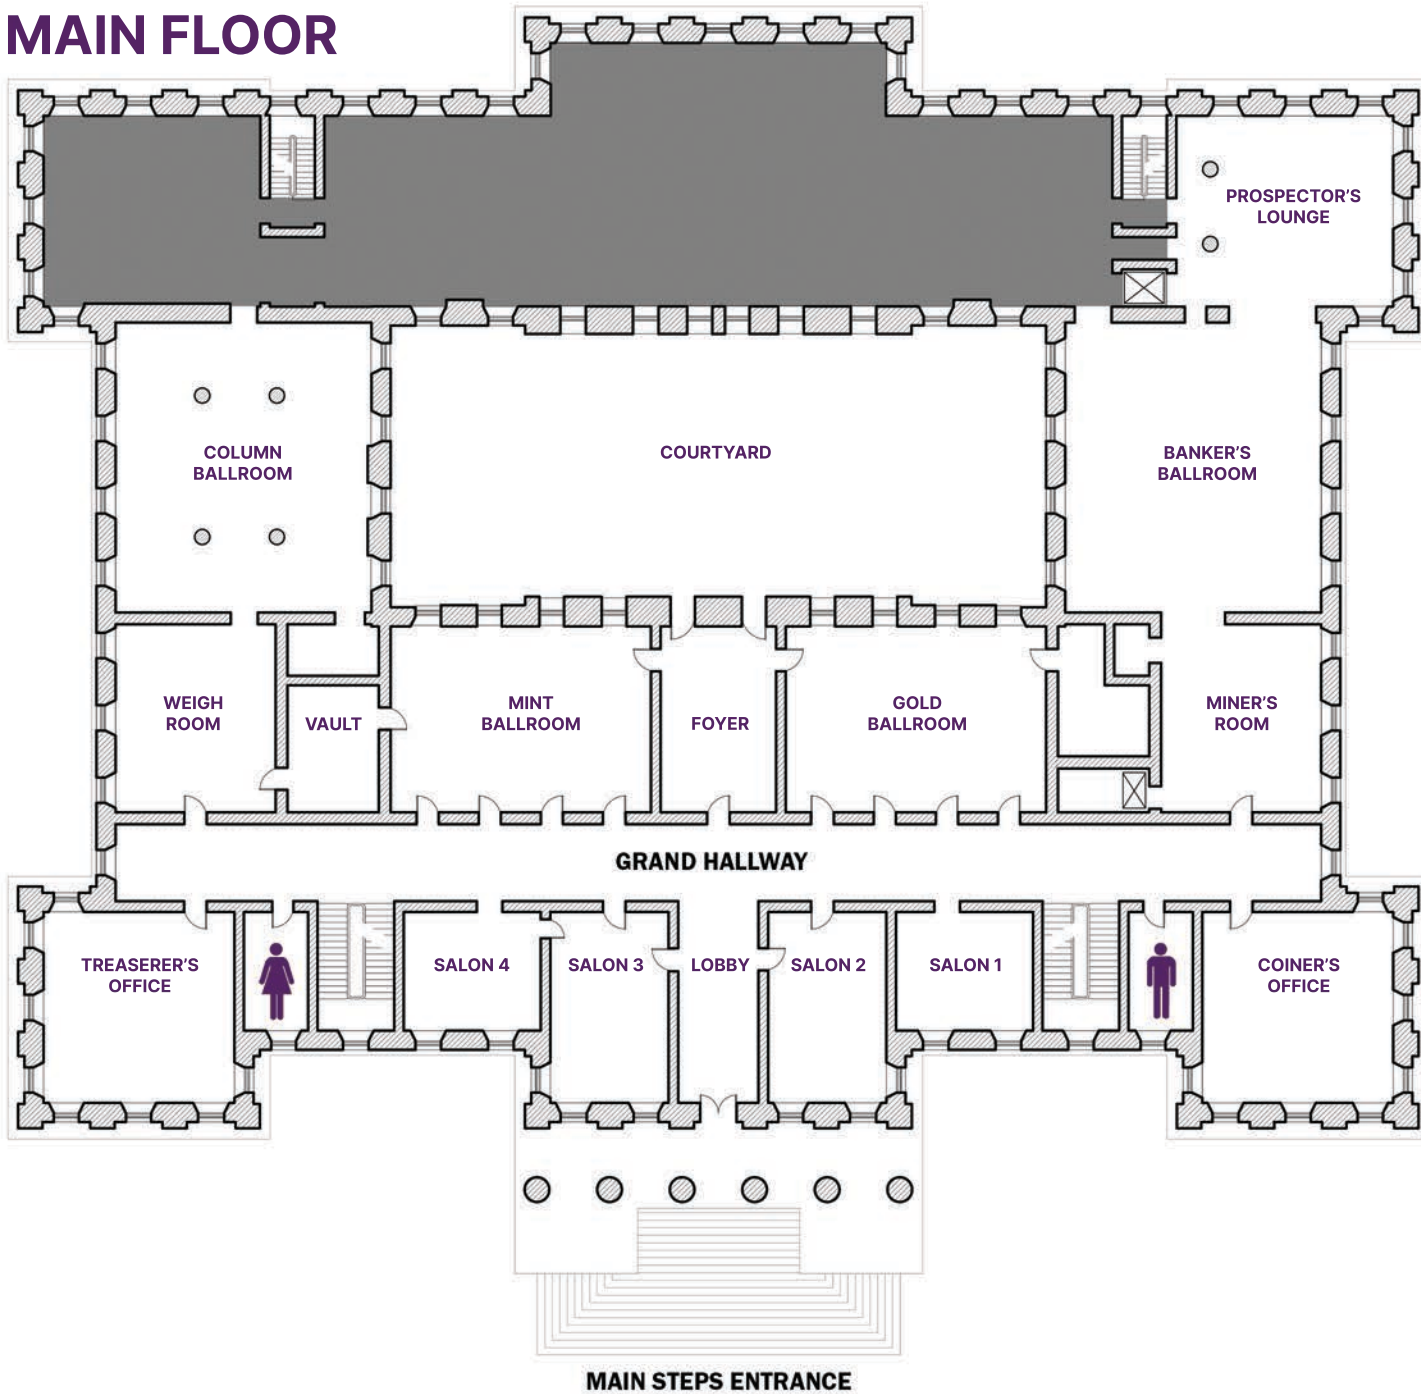 MAIN FLOOR
PROSPECTOR'S
LOUNGE
COLUMN
BALLROOM
COURTYARD
BANKER'S
BALLROOM
WEIGH
ROOM
VAULT
MINT
BALLROOM
FOYER
GOLD
BALLROOM
MINER'S
ROOM
GRAND HALLWAY
TREASERER'S
OFFICE
SALON 4
SALON 3
LOBBY
SALON 2
SALON 1
COINER'S
OFFICE
MAIN STEPS ENTRANCE